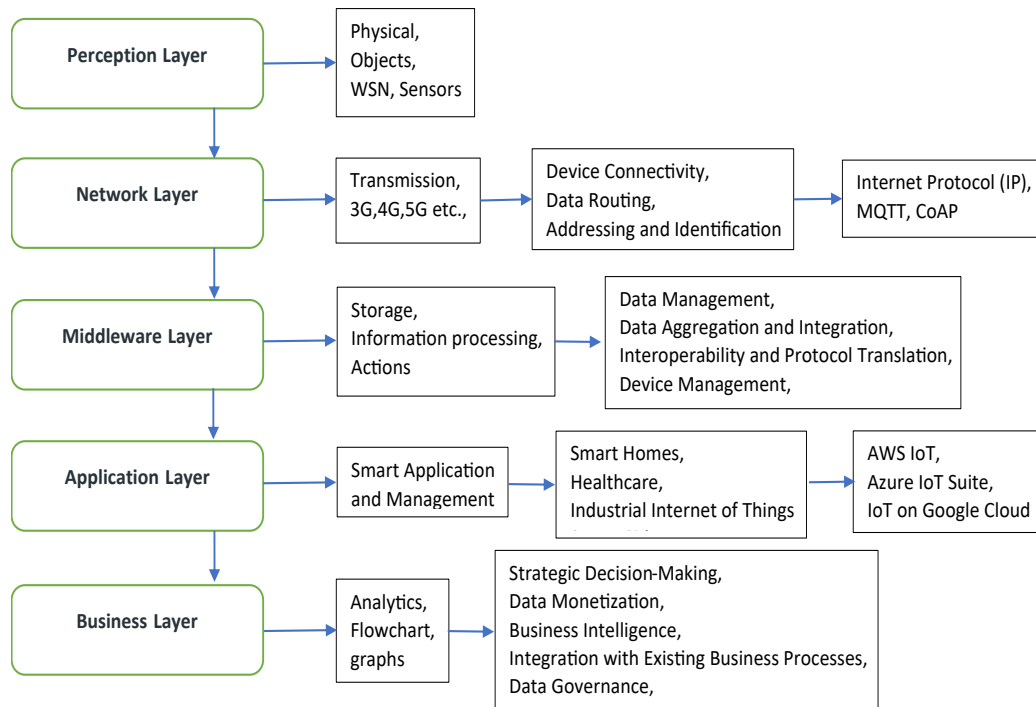 Perception Layer
Physical,
Objects,
WSN, Sensors
Network Layer
Transmission,
3G,4G,5G etc.,
Device Connectivity,
Data Routing,
Addressing and Identification
Internet Protocol (IP),
MQTT, CoAP
Middleware Layer
Storage,
Information processing,
Actions
Data Management,
Data Aggregation and Integration,
Interoperability and Protocol Translation,
Device Management,
Application Layer
Smart Application
and Management
Smart Homes,
Healthcare,
Industrial Internet of Things
AWS IoT,
Azure IoT Suite,
IoT on Google Cloud
Business Layer
Analytics,
Flowchart,
graphs
Strategic Decision-Making,
Data Monetization,
Business Intelligence,
Integration with Existing Business Processes,
Data Governance,